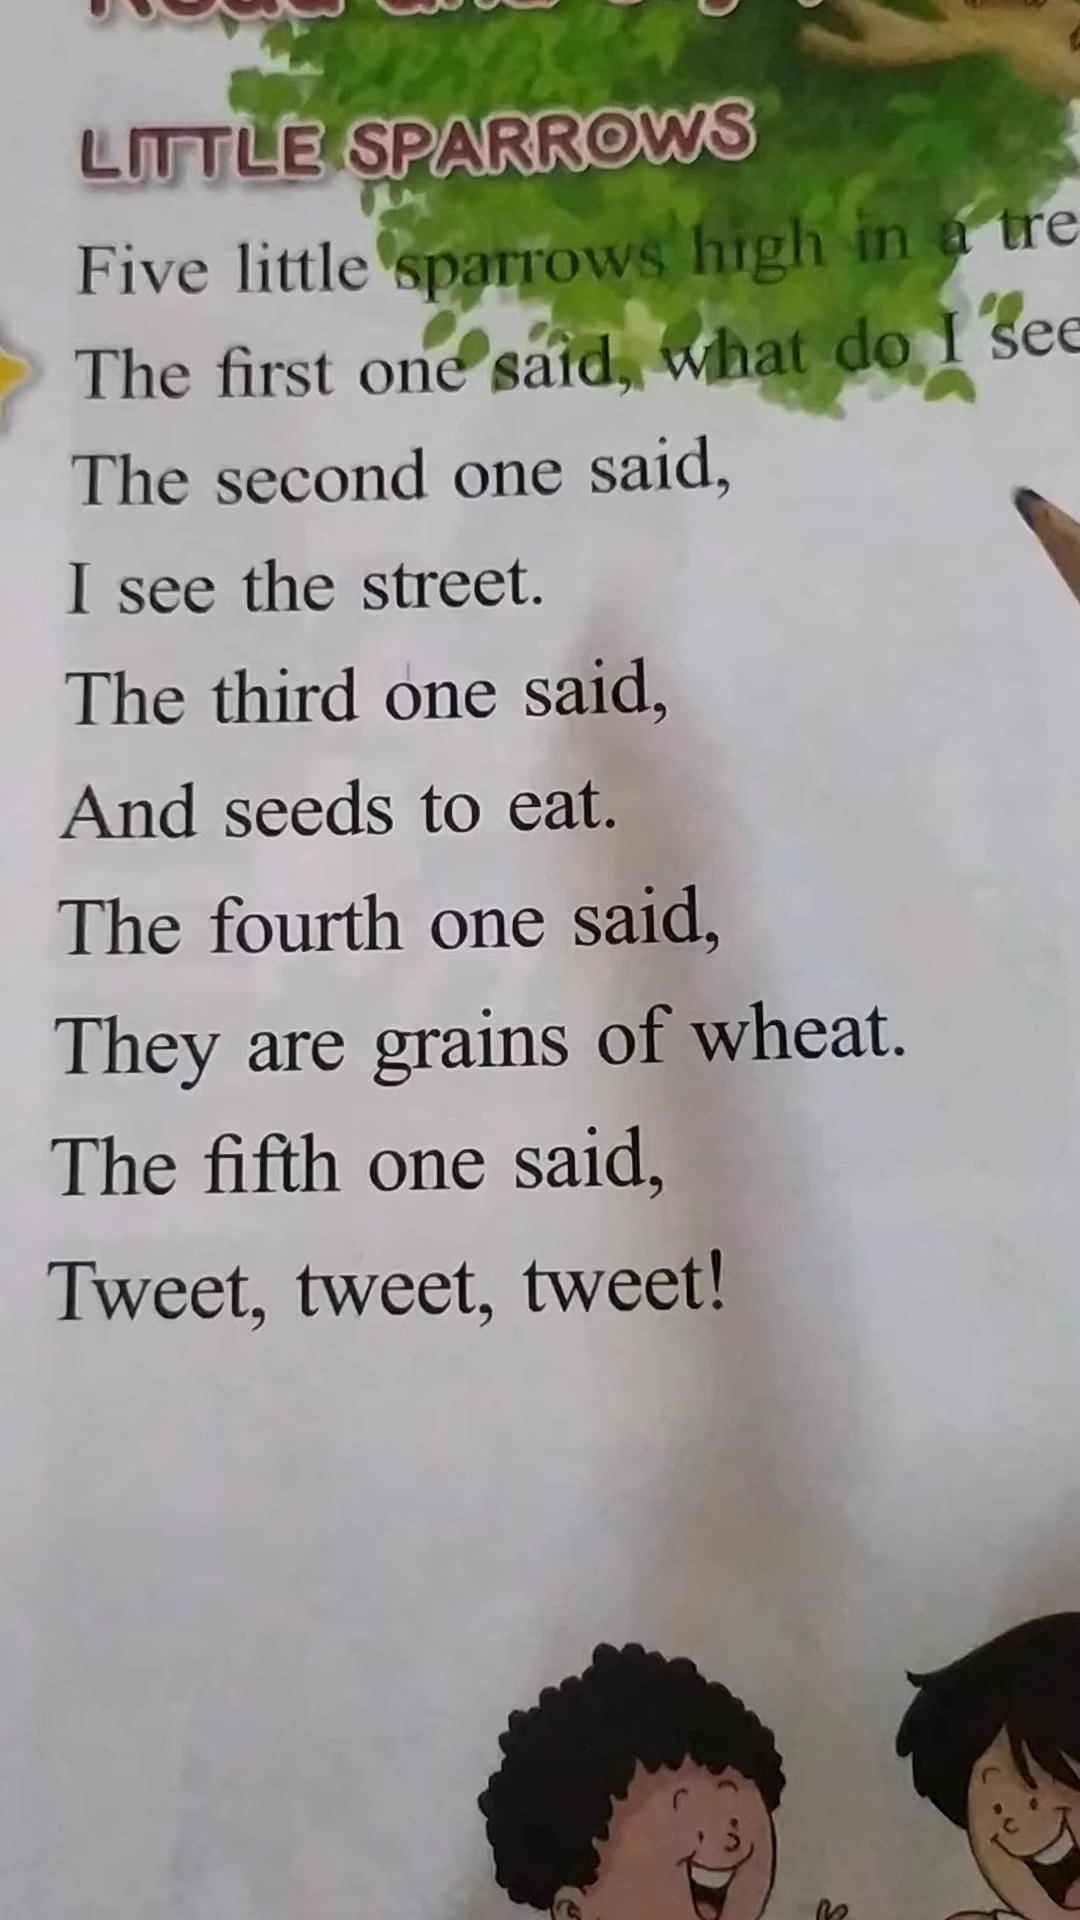 LITTLE SPARROWS
Five little sparrows high in a tre
The first one said, what do I see
The second one said,
I see the street.
The third one said,
And seeds to eat.
The fourth one said,
They are grains of wheat.
The fifth one said,
Tweet, tweet, tweet!